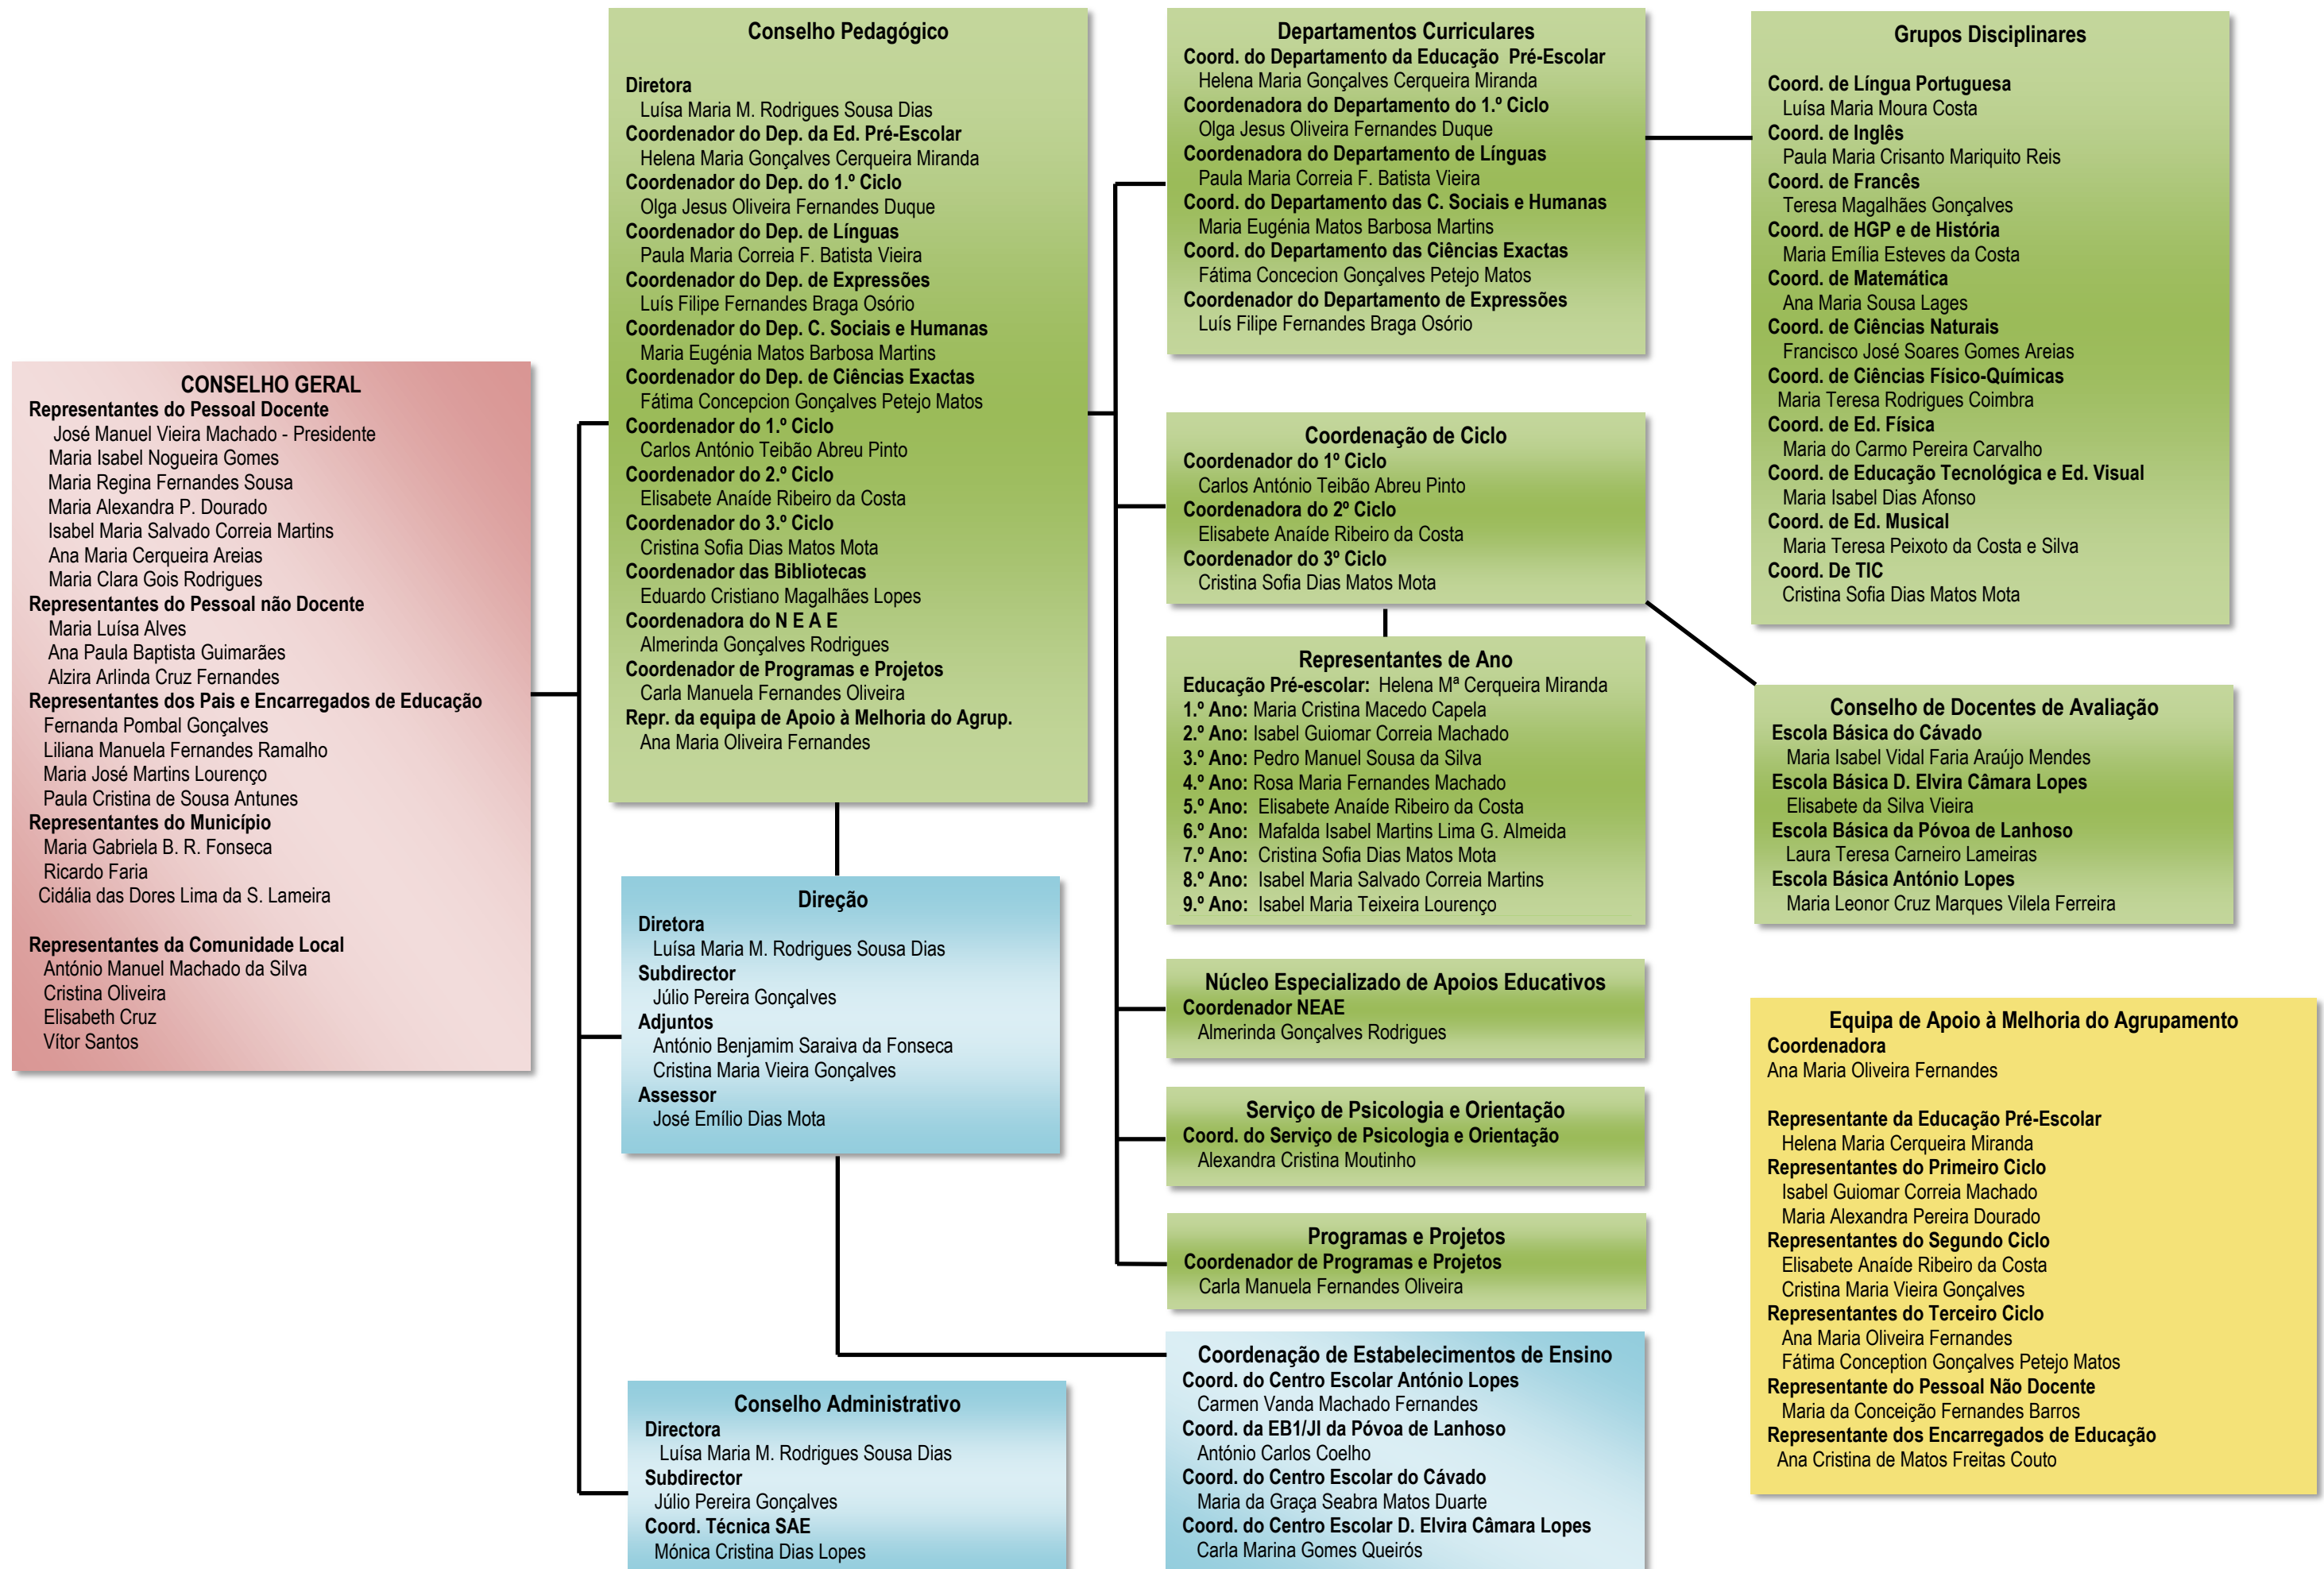 CONSELHO GERAL
Representantes do Pessoal Docente
José Manuel Vieira Machado - Presidente
Maria Isabel Nogueira Gomes
Maria Regina Fernandes Sousa
Maria Alexandra P. Dourado
Isabel Maria Salvado Correia Martins
Ana Maria Cerqueira Areias
Maria Clara Gois Rodrigues
Representantes do Pessoal não Docente
Maria Luísa Alves
Ana Paula Baptista Guimarães
Alzira Arlinda Cruz Fernandes
Representantes dos Pais e Encarregados de Educação
Fernanda Pombal Gonçalves
Liliana Manuela Fernandes Ramalho
Maria José Martins Lourenço
Paula Cristina de Sousa Antunes
Representantes do Município
Maria Gabriela B. R. Fonseca
Ricardo Faria
Cidália das Dores Lima da S. Lameira
Representantes da Comunidade Local
António Manuel Machado da Silva
Cristina Oliveira
Elisabeth Cruz
Vítor Santos
Conselho Pedagógico
Diretora
Luísa Maria M. Rodrigues Sousa Dias
Coordenador do Dep. da Ed. Pré-Escolar
Helena Maria Gonçalves Cerqueira Miranda
Coordenador do Dep. do 1.º Ciclo
Olga Jesus Oliveira Fernandes Duque
Coordenador do Dep. de Línguas
Paula Maria Correia F. Batista Vieira
Coordenador do Dep. de Expressões
Luís Filipe Fernandes Braga Osório
Coordenador do Dep. C. Sociais e Humanas
Maria Eugénia Matos Barbosa Martins
Coordenador do Dep. de Ciências Exactas
Fátima Concepcion Gonçalves Petejo Matos
Coordenador do 1.º Ciclo
Carlos António Teibão Abreu Pinto
Coordenador do 2.º Ciclo
Elisabete Anaíde Ribeiro da Costa
Coordenador do 3.º Ciclo
Cristina Sofia Dias Matos Mota
Coordenador das Bibliotecas
Eduardo Cristiano Magalhães Lopes
Coordenadora do N E A E
Almerinda Gonçalves Rodrigues
Coordenador de Programas e Projetos
Carla Manuela Fernandes Oliveira
Repr. da equipa de Apoio à Melhoria do Agrup.
Ana Maria Oliveira Fernandes
Direção
Diretora
Luísa Maria M. Rodrigues Sousa Dias
Subdirector
Júlio Pereira Gonçalves
Adjuntos
António Benjamim Saraiva da Fonseca
Cristina Maria Vieira Gonçalves
Assessor
José Emílio Dias Mota
Conselho Administrativo
Directora
Luísa Maria M. Rodrigues Sousa Dias
Subdirector
Júlio Pereira Gonçalves
Coord. Técnica SAE
Mónica Cristina Dias Lopes
Departamentos Curriculares
Coord. do Departamento da Educação Pré-Escolar
Helena Maria Gonçalves Cerqueira Miranda
Coordenadora do Departamento do 1.º Ciclo
Olga Jesus Oliveira Fernandes Duque
Coordenadora do Departamento de Línguas
Paula Maria Correia F. Batista Vieira
Coord. do Departamento das C. Sociais e Humanas
Maria Eugénia Matos Barbosa Martins
Coord. do Departamento das Ciências Exactas
Fátima Concecion Gonçalves Petejo Matos
Coordenador do Departamento de Expressões
Luís Filipe Fernandes Braga Osório
Coordenação de Ciclo
Coordenador do 1º Ciclo
Carlos António Teibão Abreu Pinto
Coordenadora do 2º Ciclo
Elisabete Anaíde Ribeiro da Costa
Coordenador do 3º Ciclo
Cristina Sofia Dias Matos Mota
Representantes de Ano
Educação Pré-escolar: Helena Mª Cerqueira Miranda
1.º Ano: Maria Cristina Macedo Capela
2.º Ano: Isabel Guiomar Correia Machado
3.º Ano: Pedro Manuel Sousa da Silva
4.º Ano: Rosa Maria Fernandes Machado
5.º Ano: Elisabete Anaíde Ribeiro da Costa
6.º Ano: Mafalda Isabel Martins Lima G. Almeida
7.º Ano: Cristina Sofia Dias Matos Mota
8.º Ano: Isabel Maria Salvado Correia Martins
9.º Ano: Isabel Maria Teixeira Lourenço
Núcleo Especializado de Apoios Educativos
Coordenador NEAE
Almerinda Gonçalves Rodrigues
Serviço de Psicologia e Orientação
Coord. do Serviço de Psicologia e Orientação
Alexandra Cristina Moutinho
Programas e Projetos
Coordenador de Programas e Projetos
Carla Manuela Fernandes Oliveira
Coordenação de Estabelecimentos de Ensino
Coord. do Centro Escolar António Lopes
Carmen Vanda Machado Fernandes
Coord. da EB1/JI da Póvoa de Lanhoso
António Carlos Coelho
Coord. do Centro Escolar do Cávado
Maria da Graça Seabra Matos Duarte
Coord. do Centro Escolar D. Elvira Câmara Lopes
Carla Marina Gomes Queirós
Grupos Disciplinares
Coord. de Língua Portuguesa
Luísa Maria Moura Costa
Coord. de Inglês
Paula Maria Crisanto Mariquito Reis
Coord. de Francês
Teresa Magalhães Gonçalves
Coord. de HGP e de História
Maria Emília Esteves da Costa
Coord. de Matemática
Ana Maria Sousa Lages
Coord. de Ciências Naturais
Francisco José Soares Gomes Areias
Coord. de Ciências Físico-Químicas
Maria Teresa Rodrigues Coimbra
Coord. de Ed. Física
Maria do Carmo Pereira Carvalho
Coord. de Educação Tecnológica e Ed. Visual
Maria Isabel Dias Afonso
Coord. de Ed. Musical
Maria Teresa Peixoto da Costa e Silva
Coord. De TIC
Cristina Sofia Dias Matos Mota
Conselho de Docentes de Avaliação
Escola Básica do Cávado
Maria Isabel Vidal Faria Araújo Mendes
Escola Básica D. Elvira Câmara Lopes
Elisabete da Silva Vieira
Escola Básica da Póvoa de Lanhoso
Laura Teresa Carneiro Lameiras
Escola Básica António Lopes
Maria Leonor Cruz Marques Vilela Ferreira
Equipa de Apoio à Melhoria do Agrupamento
Coordenadora
Ana Maria Oliveira Fernandes
Representante da Educação Pré-Escolar
Helena Maria Cerqueira Miranda
Representantes do Primeiro Ciclo
Isabel Guiomar Correia Machado
Maria Alexandra Pereira Dourado
Representantes do Segundo Ciclo
Elisabete Anaíde Ribeiro da Costa
Cristina Maria Vieira Gonçalves
Representantes do Terceiro Ciclo
Ana Maria Oliveira Fernandes
Fátima Conception Gonçalves Petejo Matos
Representante do Pessoal Não Docente
Maria da Conceição Fernandes Barros
Representante dos Encarregados de Educação
Ana Cristina de Matos Freitas Couto